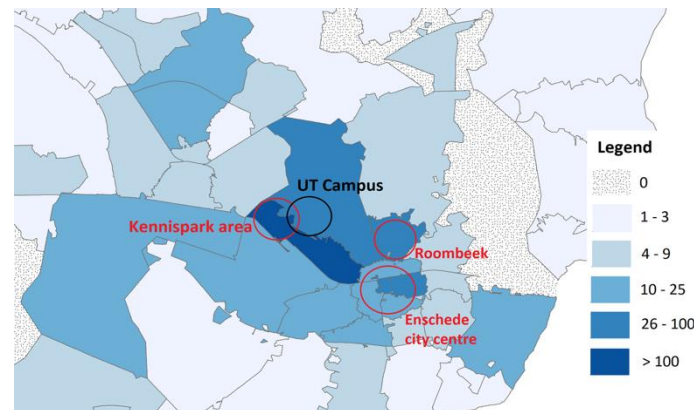 UT Campus
Kennispark area
Roombeek
Enschede
city centre
Legend
0
1 - 3
4 - 9
10 - 25
26 - 100
> 100